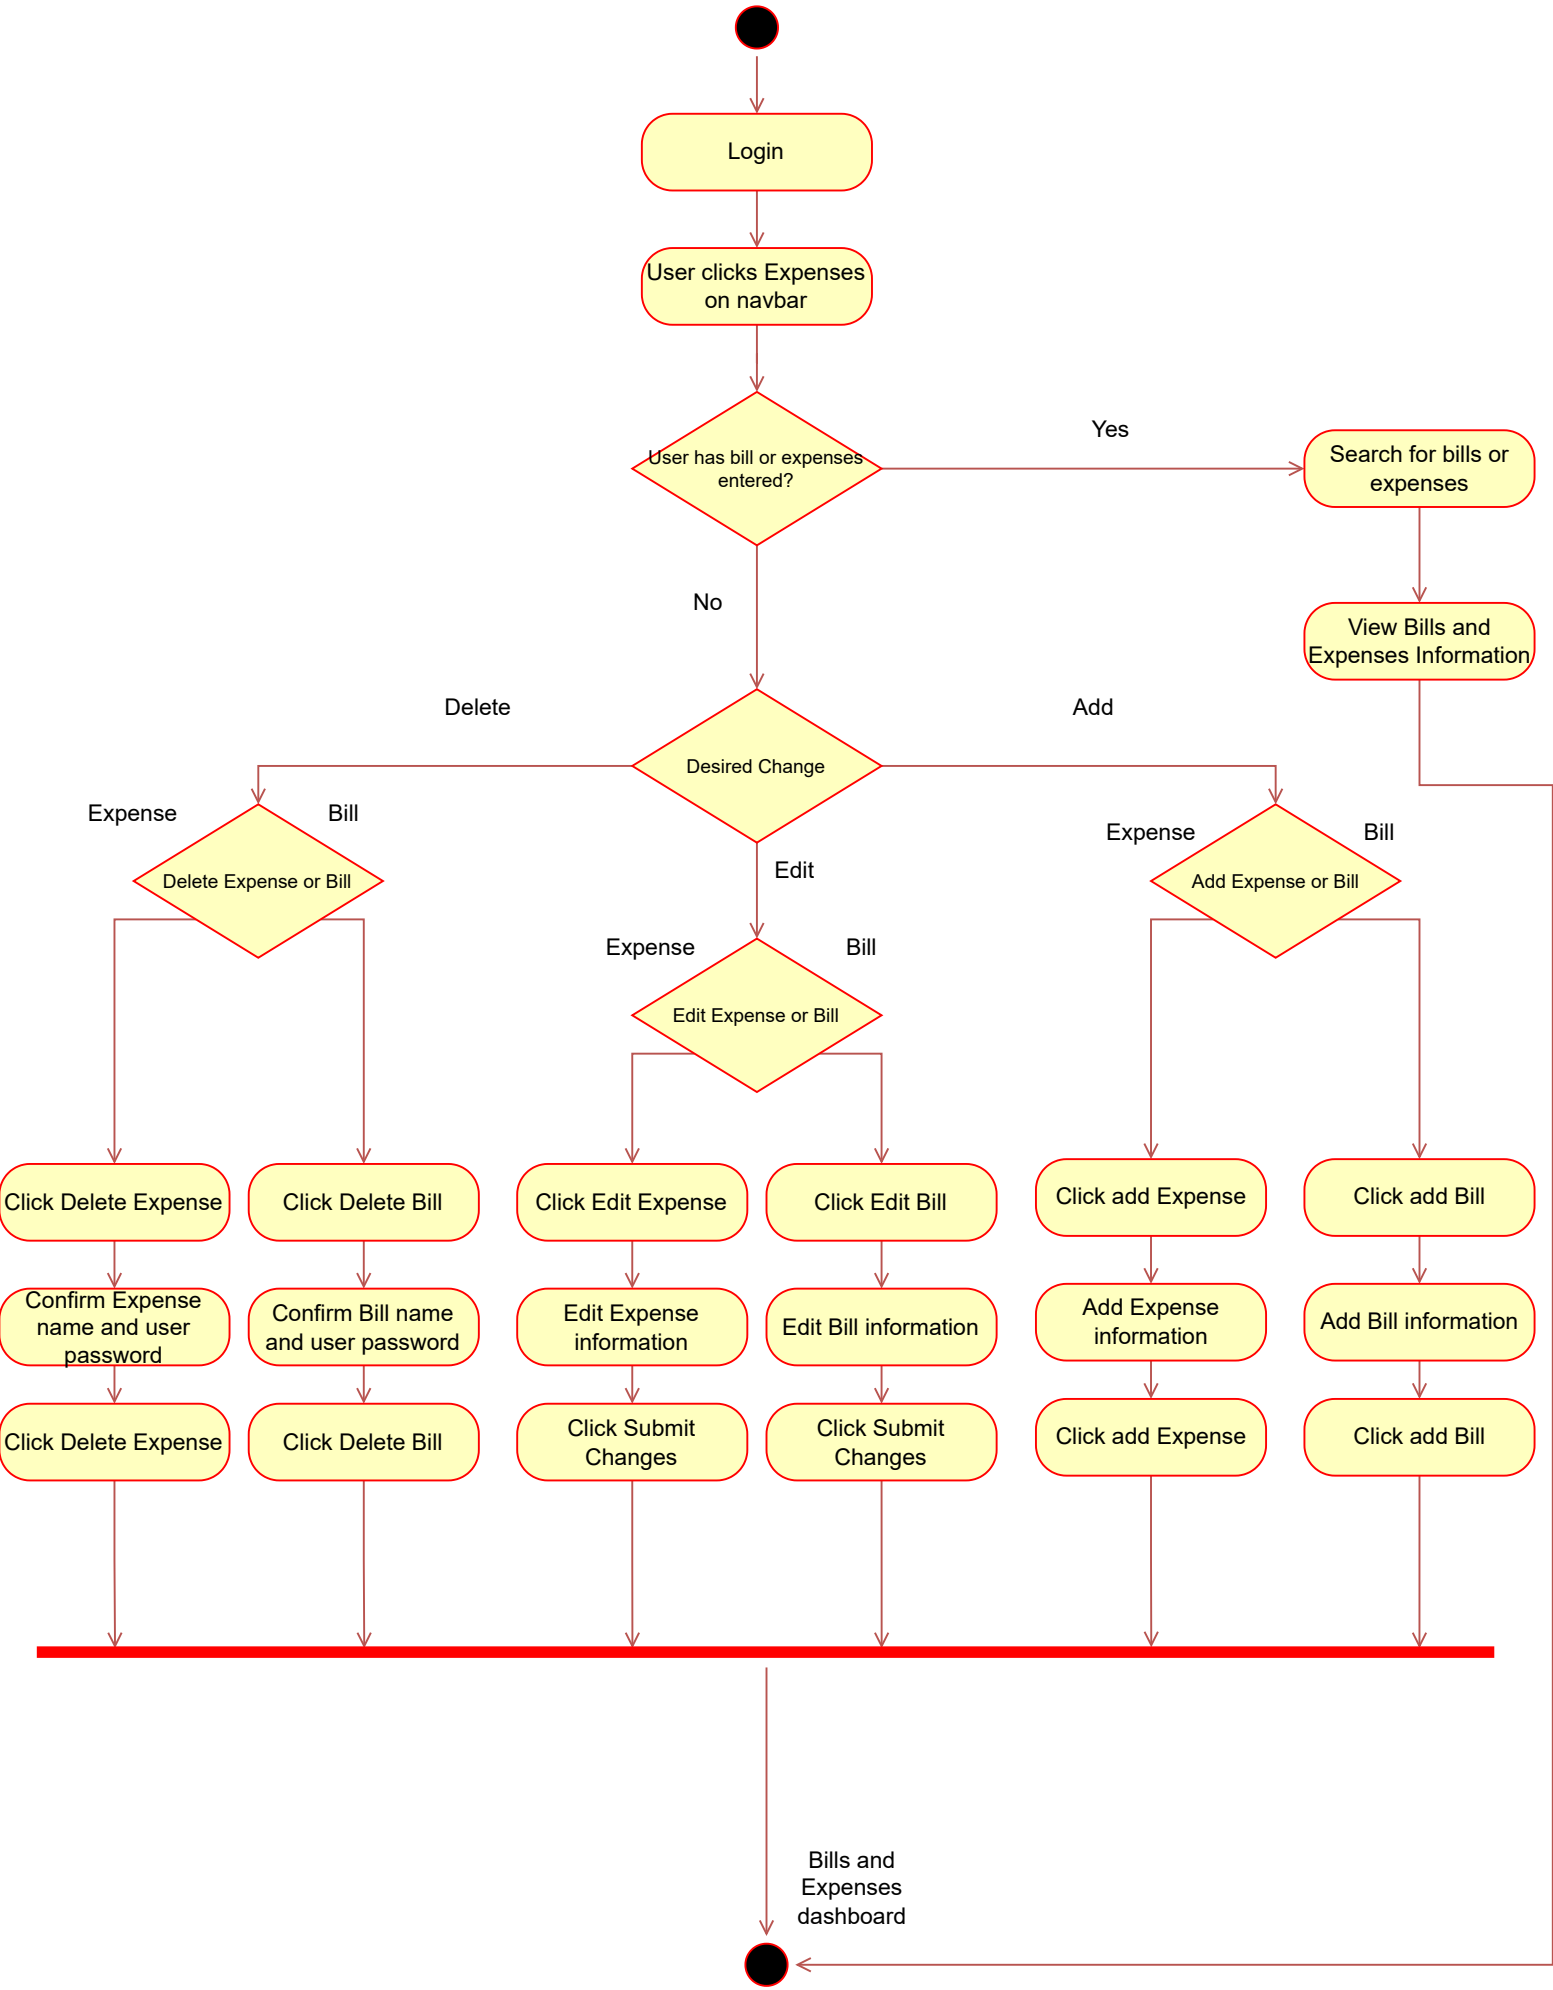 Login
User clicks Expenses
on navbar
User has bill or expenses
entered?
Yes
Search for bills or
expenses
No
View Bills and
Expenses Information
Delete
Desired Change
Add
Expense
Bill
Delete Expense or Bill
Edit
Expense
Bill
Add Expense or Bill
Expense
Bill
Edit Expense or Bill
Click Delete Expense
Click Delete Bill
Click Edit Expense
Click Edit Bill
Click add Expense
Click add Bill
Confirm Expense
name and user
password
Confirm Bill name
and user password
Edit Expense
information
Edit Bill information
Add Expense
information
Add Bill information
Click Delete Expense
Click Delete Bill
Click Submit
Changes
Click Submit
Changes
Click add Expense
Click add Bill
Bills and
Expenses
dashboard